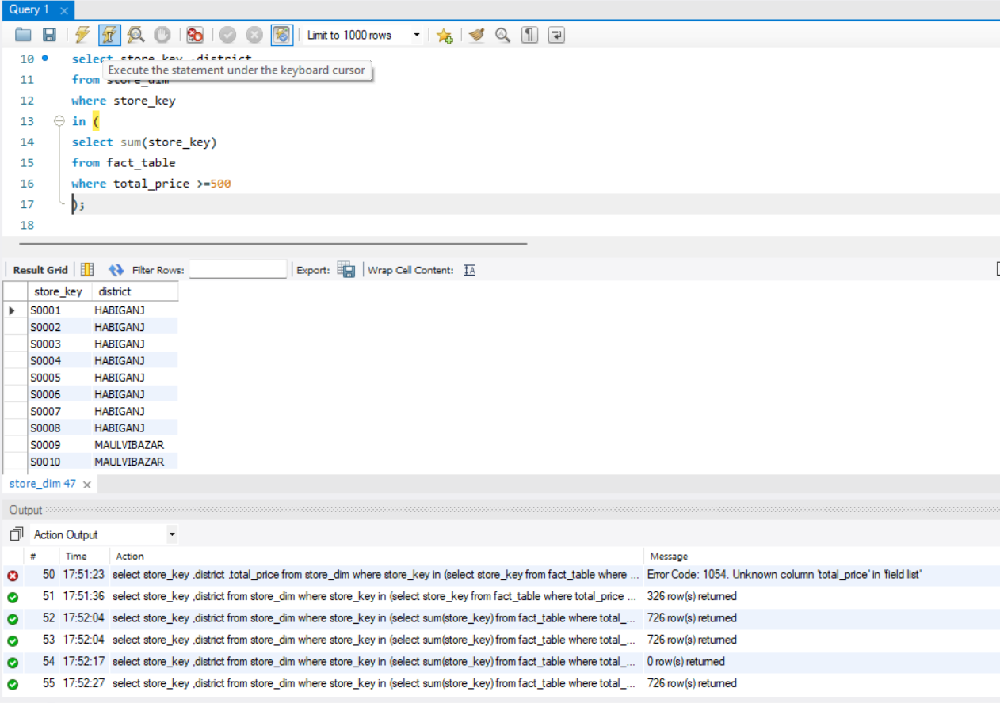 Query 1
Limit to 1000 rows
10 select store_key ,district
Execute the statement under the keyboard cursor
11 from store_dim
12 where store_key
13 in (
14 select sum(store_key)
15 from fact_table
16 where total_price >=500
17 );
18
Result Grid Filter Rows: Export: Wrap Cell Content:
store_key district
S0001 HABIGANJ
S0002 HABIGANJ
S0003 HABIGANJ
S0004 HABIGANJ
S0005 HABIGANJ
S0006 HABIGANJ
S0007 HABIGANJ
S0008 HABIGANJ
S0009 MAULVIBAZAR
S0010 MAULVIBAZAR
store_dim 47
Output
Action Output
# Time Action Message
50 17:51:23 select store_key ,district ,total_price from store_dim where store_key in (select store_key from fact_table where ... Error Code: 1054. Unknown column 'total_price' in 'field list'
51 17:51:36 select store_key ,district from store_dim where store_key in (select store_key from fact_table where total_price ... 326 row(s) returned
52 17:52:04 select store_key ,district from store_dim where store_key in (select sum(store_key) from fact_table where total_... 726 row(s) returned
53 17:52:04 select store_key ,district from store_dim where store_key in (select sum(store_key) from fact_table where total_... 726 row(s) returned
54 17:52:17 select store_key ,district from store_dim where store_key in (select sum(store_key) from fact_table where total_... 0 row(s) returned
55 17:52:27 select store_key ,district from store_dim where store_key in (select sum(store_key) from fact_table where total_... 726 row(s) returned